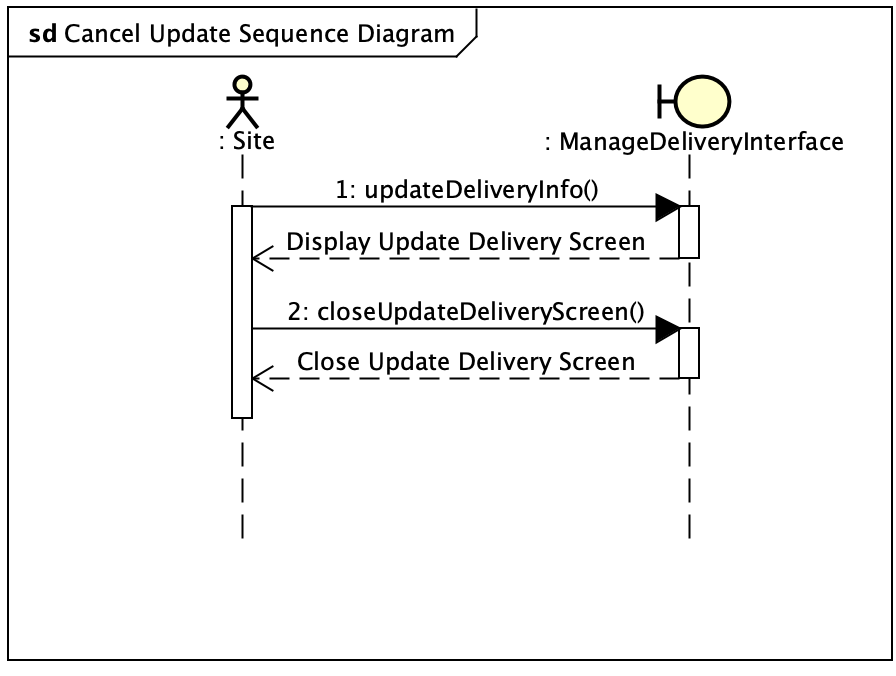 sd Cancel Update Sequence Diagram
: Site
: ManageDeliveryInterface
1: updateDeliveryInfo()
Display Update Delivery Screen
2: closeUpdateDeliveryScreen()
Close Update Delivery Screen